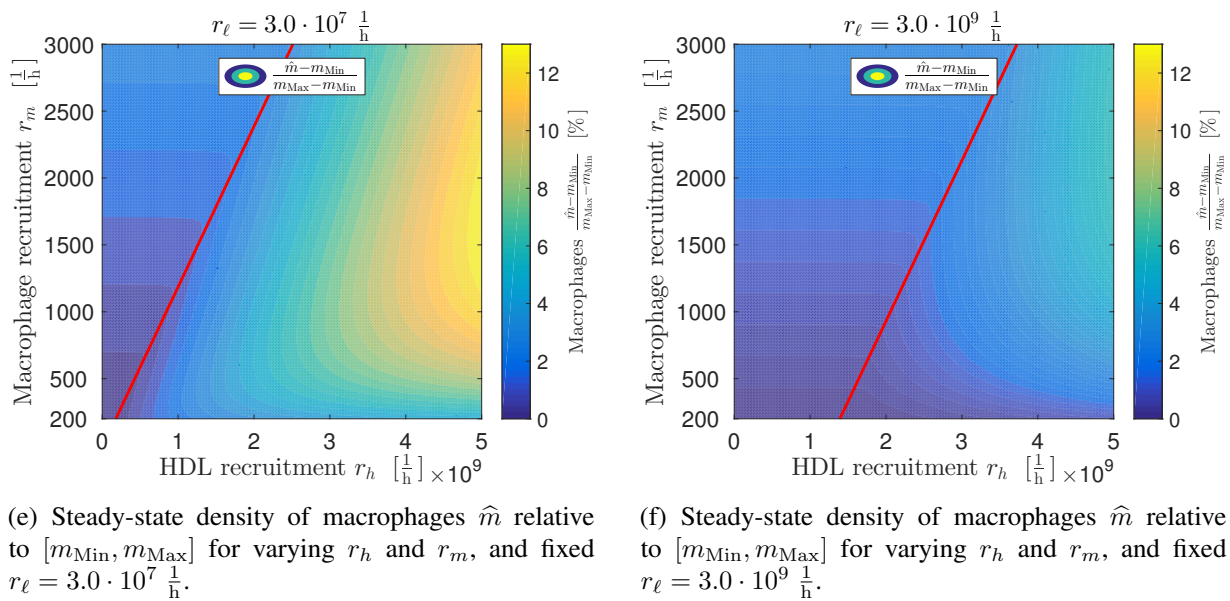 r_ℓ = 3.0 · 10^7 1/h
3000
2500
2000
1500
1000
500
200
Macrophage recruitment r_m [1/h]
m̂−m_Min / m_Max−m_Min
0 1 2 3 4 5
HDL recruitment r_h [1/h] ×10^9
12
10
8
6
4
2
0
Macrophages m̂−m_Min / m_Max−m_Min [%]
(e) Steady-state density of macrophages m̂ relative
to [m_Min, m_Max] for varying r_h and r_m, and fixed
r_ℓ = 3.0 · 10^7 1/h.
r_ℓ = 3.0 · 10^9 1/h
3000
2500
2000
1500
1000
500
200
Macrophage recruitment r_m [1/h]
m̂−m_Min / m_Max−m_Min
0 1 2 3 4 5
HDL recruitment r_h [1/h] ×10^9
12
10
8
6
4
2
0
Macrophages m̂−m_Min / m_Max−m_Min [%]
(f) Steady-state density of macrophages m̂ relative
to [m_Min, m_Max] for varying r_h and r_m, and fixed
r_ℓ = 3.0 · 10^9 1/h.